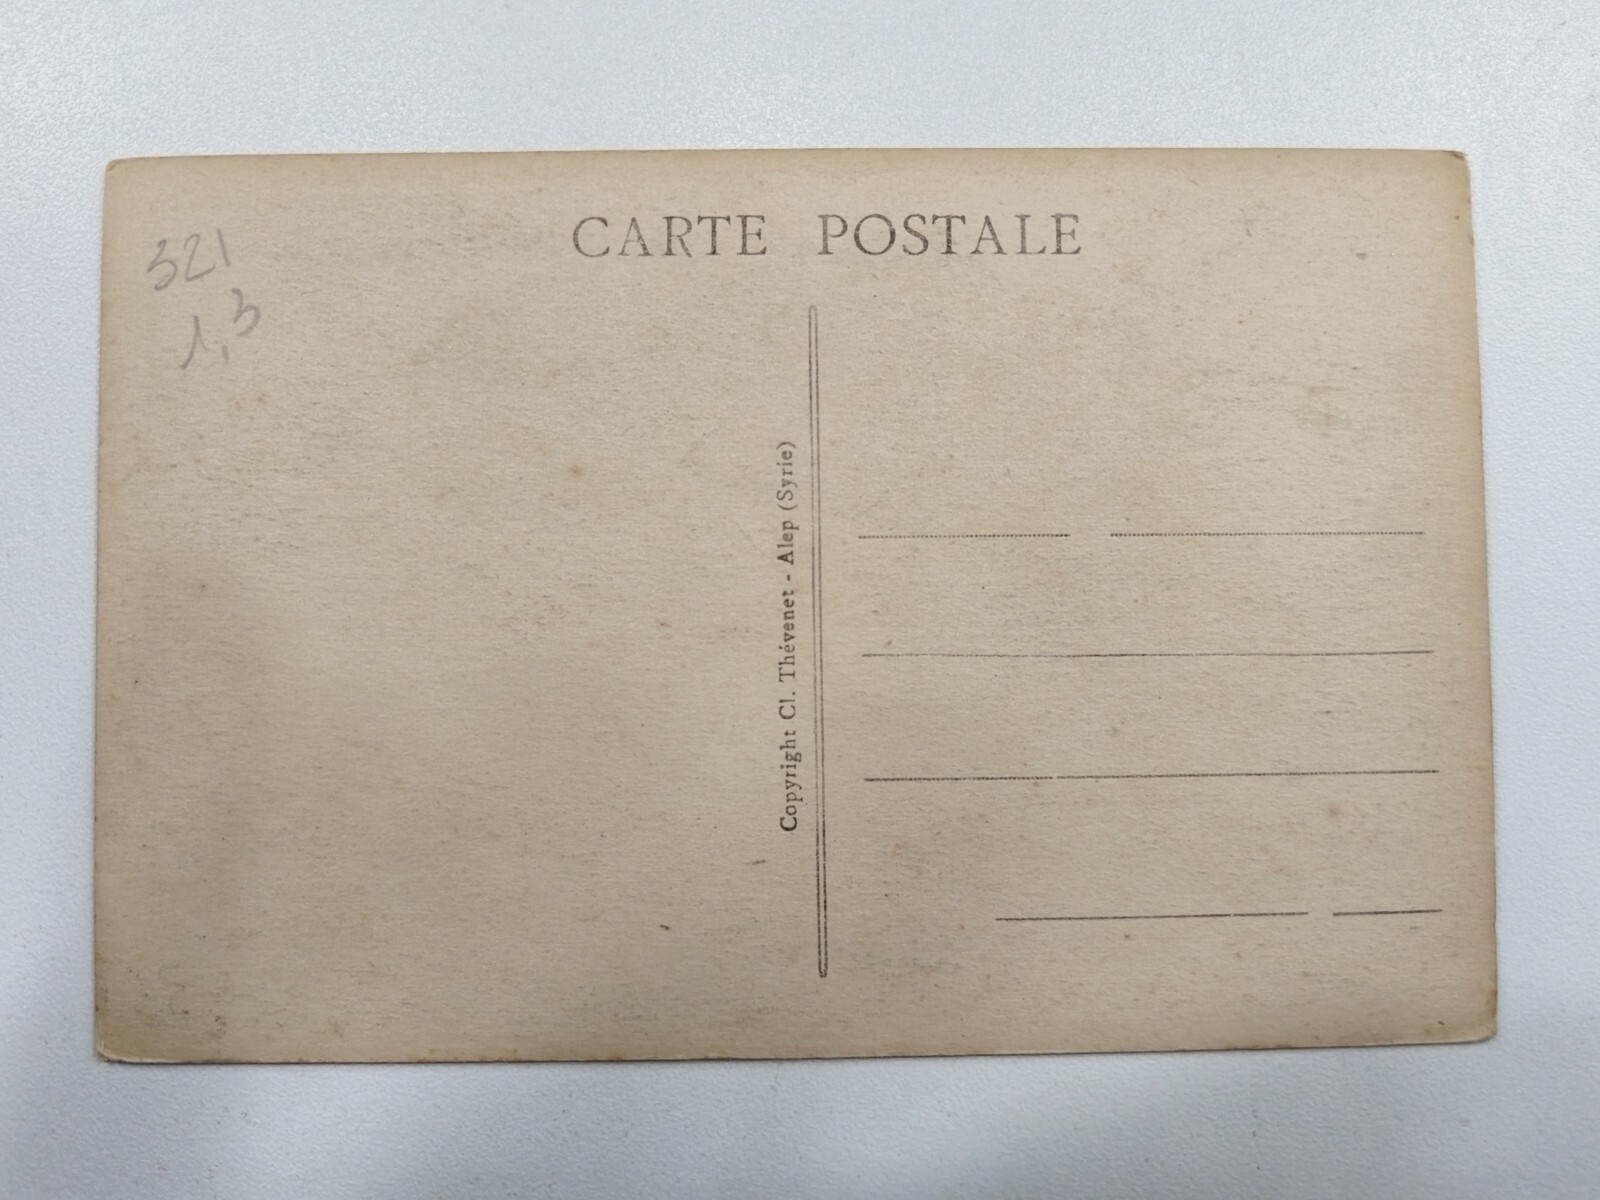 CARTE POSTALE
321
1,3
Copyright Cl. Thévenet - Alep (Syrie)